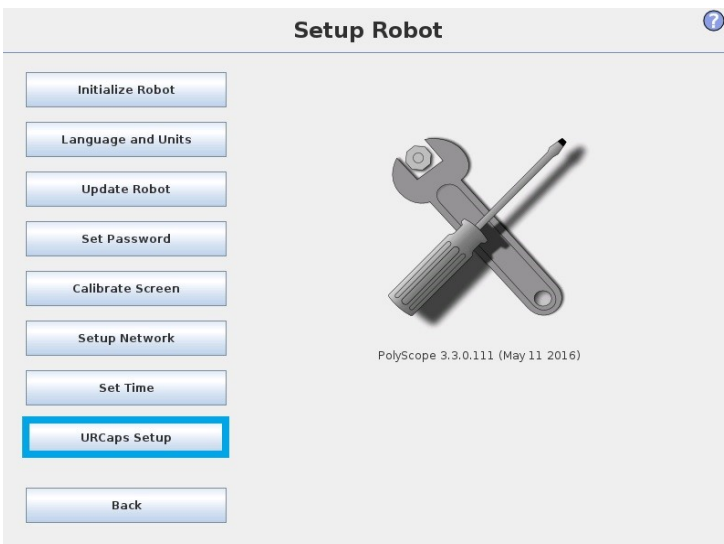 Setup Robot
?
Initialize Robot
Language and Units
Update Robot
Set Password
Calibrate Screen
Setup Network
Set Time
URCaps Setup
Back
PolyScope 3.3.0.111 (May 11 2016)